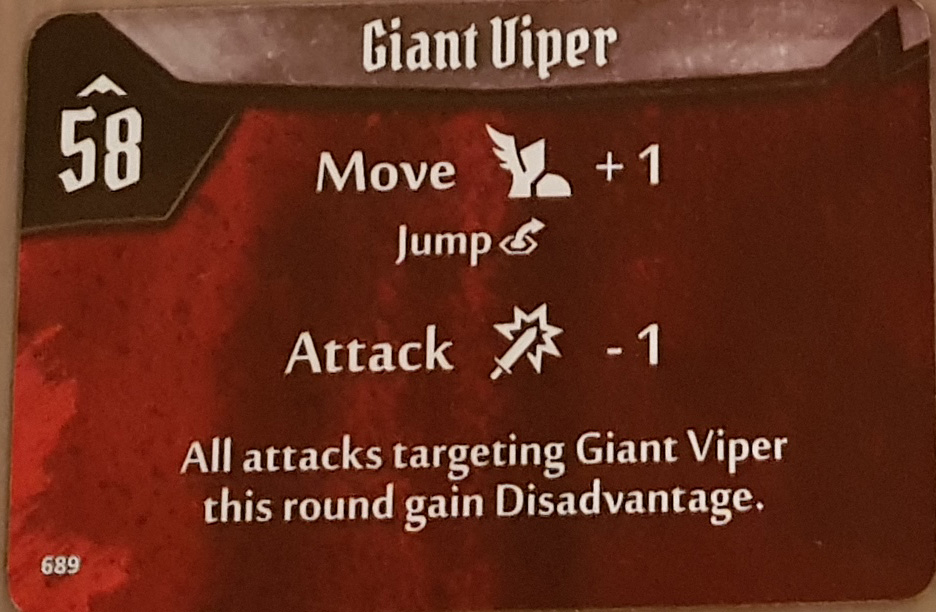 Giant Viper
58
Move + 1
Jump
Attack - 1
All attacks targeting Giant Viper
this round gain Disadvantage.
689